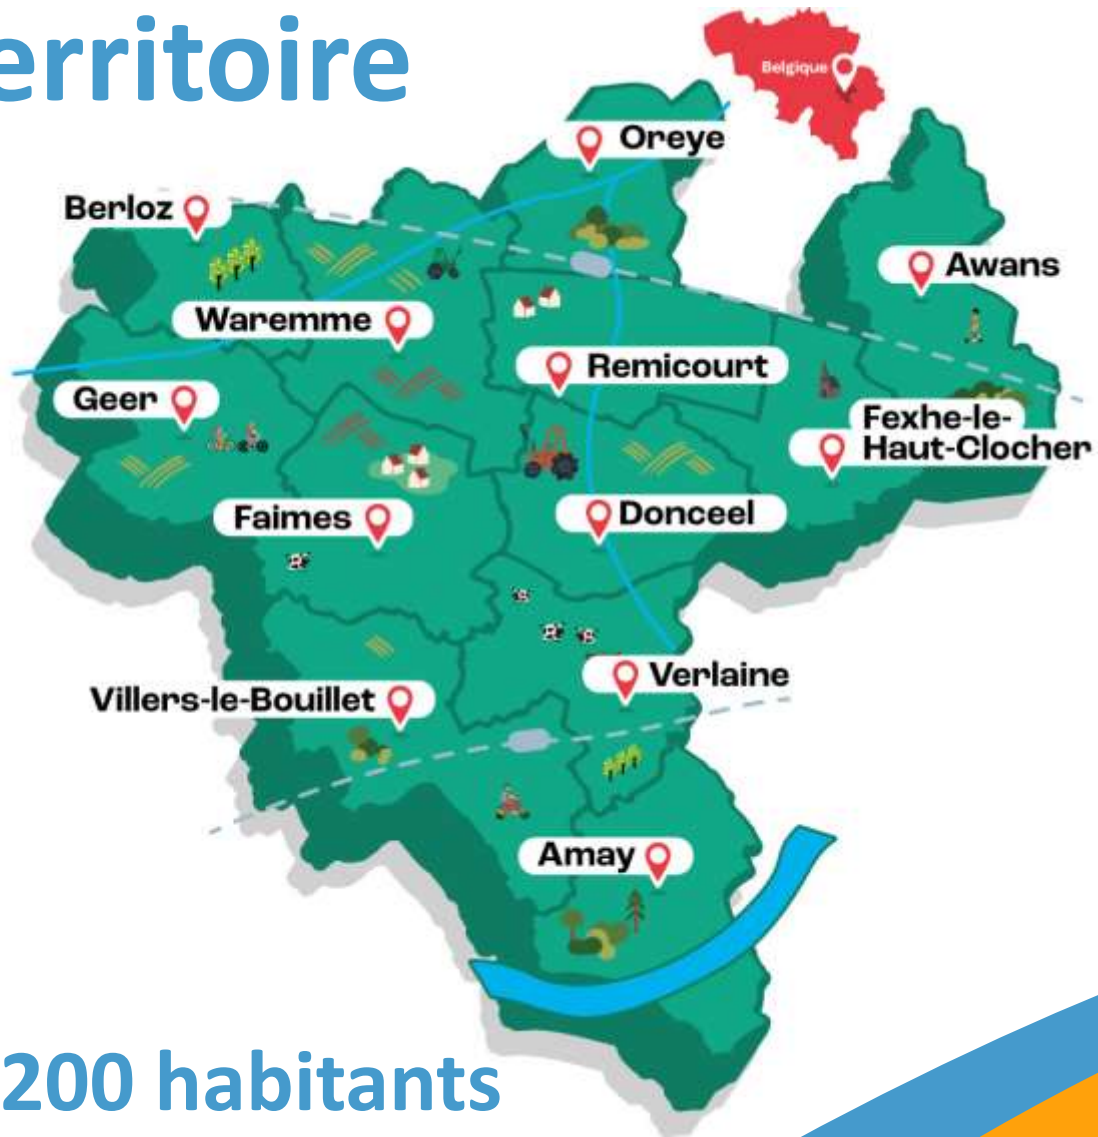 erritoire
Belgique
Oreye
Berloz
Awans
Waremme
Remicourt
Geer
Fexhe-le-
Haut-Clocher
Faimes
Donceel
Verlaine
Villers-le-Bouillet
Amay
200 habitants